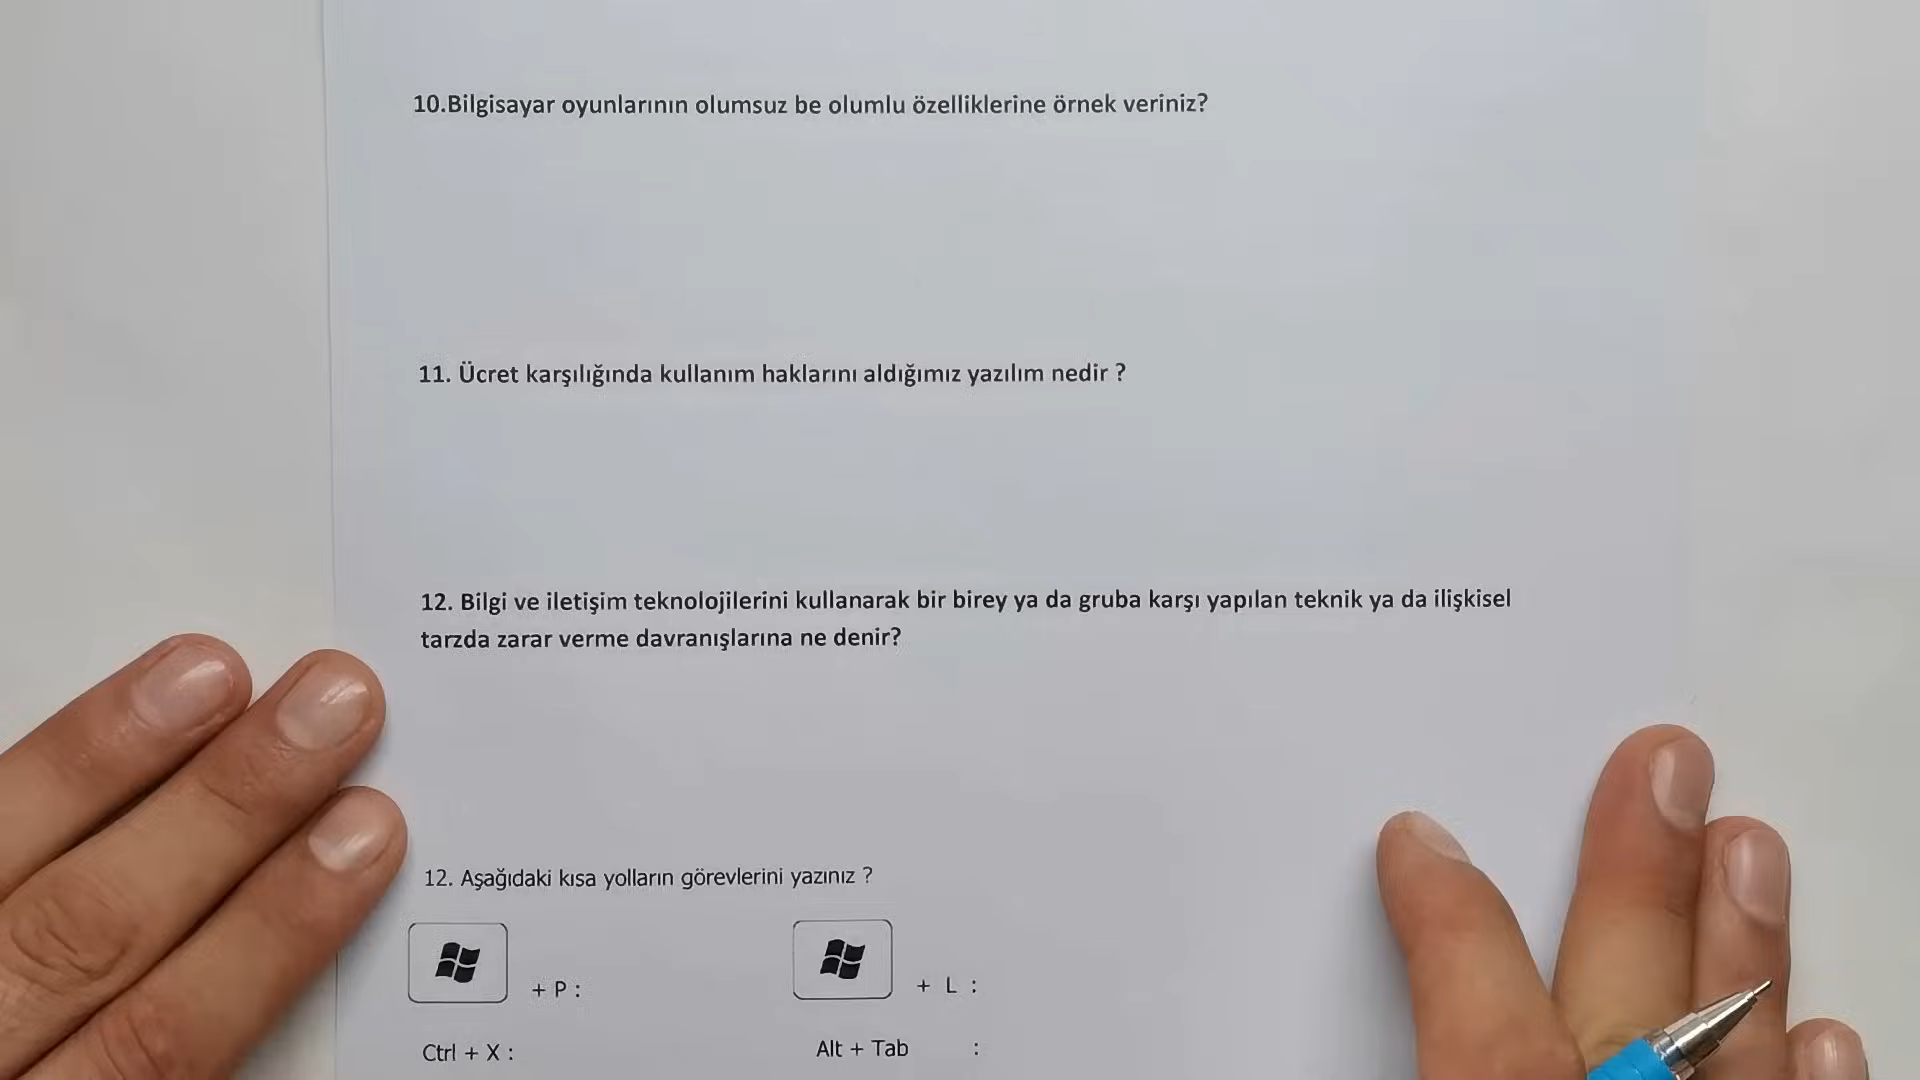 10.Bilgisayar oyunlarının olumsuz be olumlu özelliklerine örnek veriniz?
11. Ücret karşılığında kullanım haklarını aldığımız yazılım nedir ?
12. Bilgi ve iletişim teknolojilerini kullanarak bir birey ya da gruba karşı yapılan teknik ya da ilişkisel
tarzda zarar verme davranışlarına ne denir?
12. Aşağıdaki kısa yolların görevlerini yazınız ?
+ P :
+ L :
Ctrl + X :
Alt + Tab :